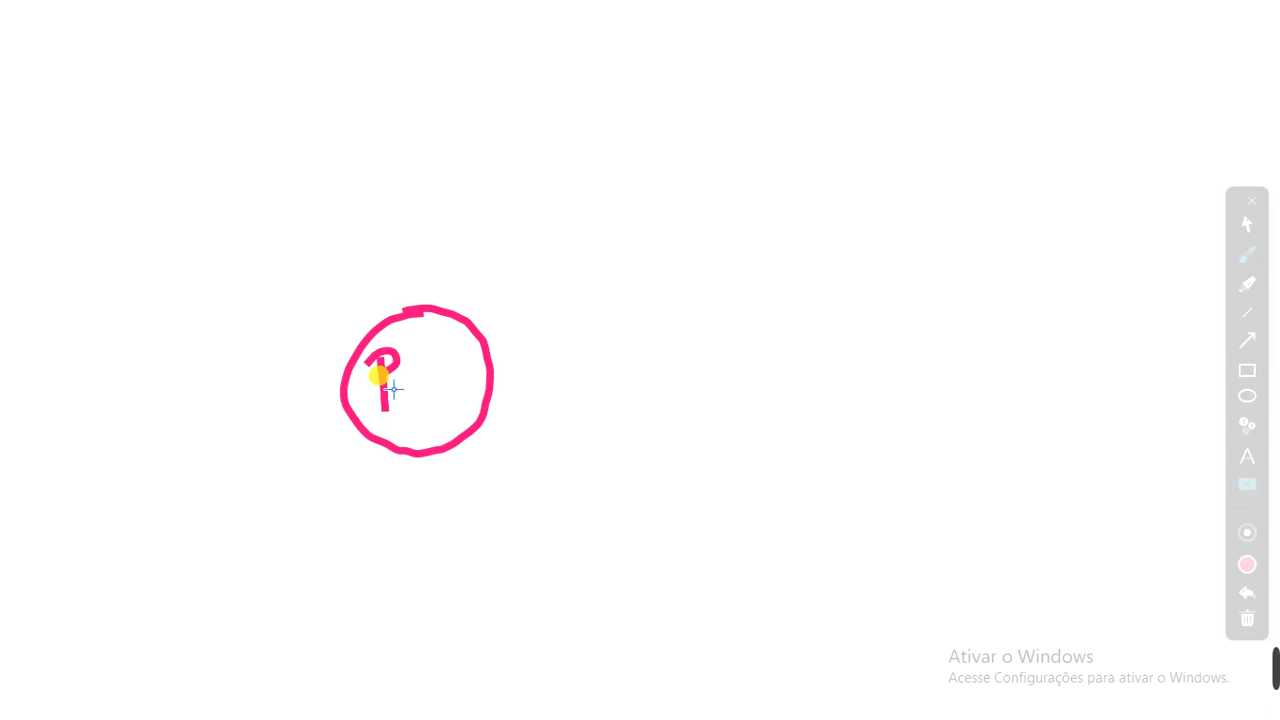 P
A
Ativar o Windows
Acesse Configurações para ativar o Windows.